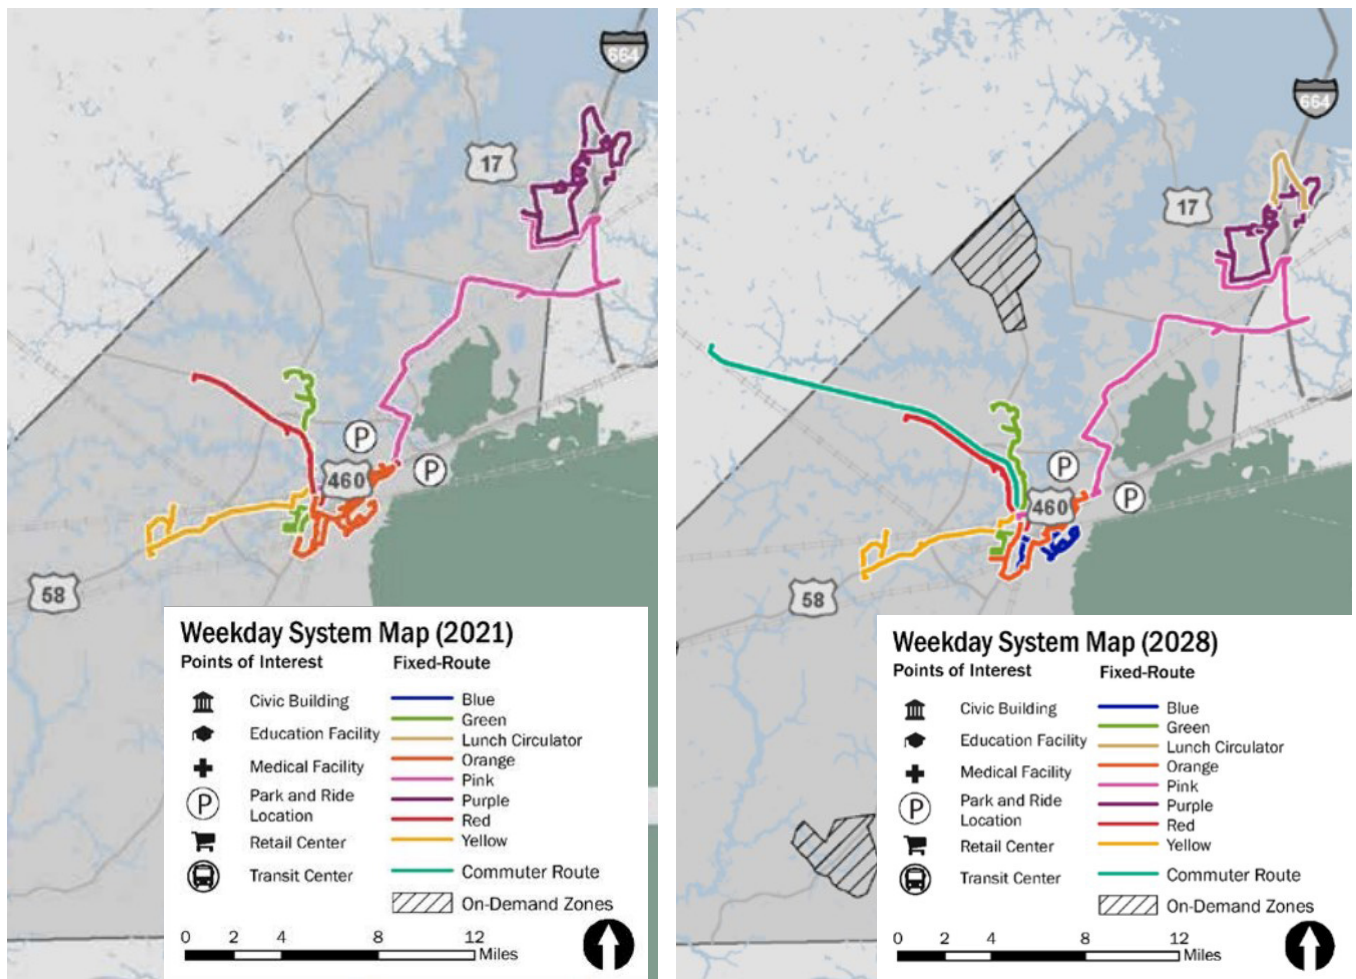 664
17
P
P
460
58
Weekday System Map (2021)
Points of Interest
Fixed-Route
Civic Building
Education Facility
Medical Facility
P
Park and Ride
Location
Retail Center
Transit Center
Blue
Green
Lunch Circulator
Orange
Pink
Purple
Red
Yellow
Commuter Route
On-Demand Zones
0 2 4 8 12
Miles
664
17
P
P
460
58
Weekday System Map (2028)
Points of Interest
Fixed-Route
Civic Building
Education Facility
Medical Facility
P
Park and Ride
Location
Retail Center
Transit Center
Blue
Green
Lunch Circulator
Orange
Pink
Purple
Red
Yellow
Commuter Route
On-Demand Zones
0 2 4 8 12
Miles